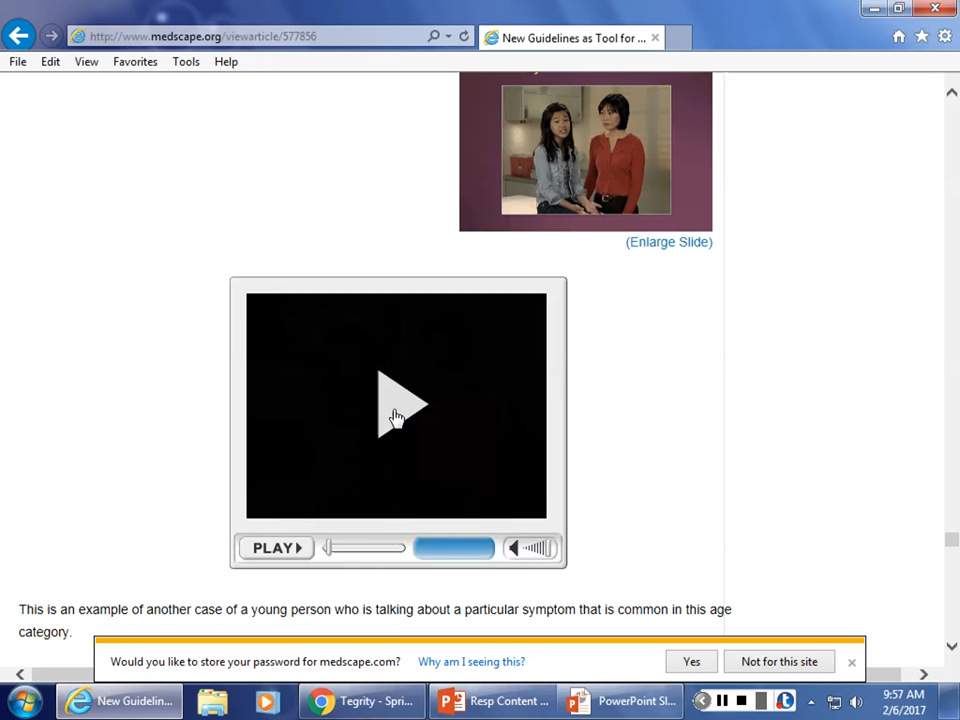 http://www.medscape.org/viewarticle/577856
New Guidelines as Tool for ...
File Edit View Favorites Tools Help
(Enlarge Slide)
PLAY
This is an example of another case of a young person who is talking about a particular symptom that is common in this age
category.
Would you like to store your password for medscape.com? Why am I seeing this? Yes Not for this site
New Guidelin... Tegrity - Spri... Resp Content ... PowerPoint Sl...
9:57 AM
2/6/2017